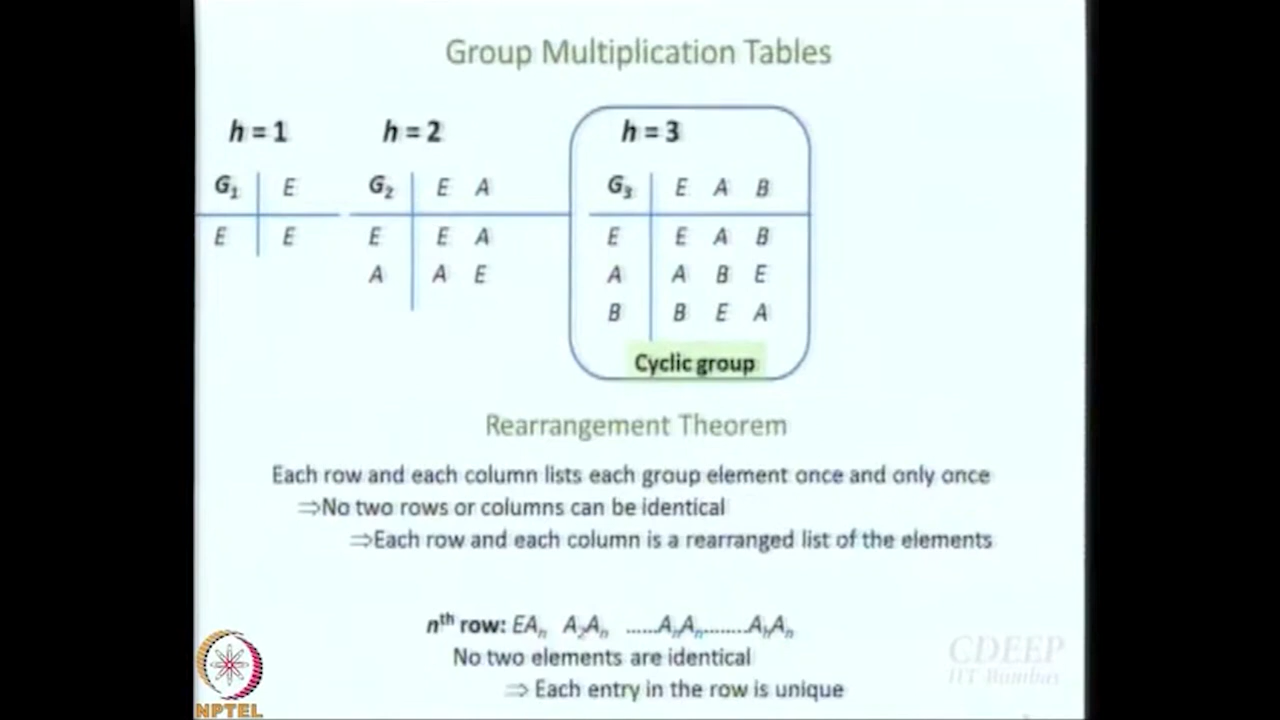 Group Multiplication Tables
h = 1 h = 2 h = 3
G₁ E G₂ E A G₃ E A B
E E E E A E E A B
A A E A A B E
B B E A
Cyclic group
Rearrangement Theorem
Each row and each column lists each group element once and only once
⇒No two rows or columns can be identical
⇒Each row and each column is a rearranged list of the elements
nᵗʰ row: EAₙ A₂Aₙ ......AₙAₙ........AₕAₙ
No two elements are identical
⇒ Each entry in the row is unique
CDEEP
IIT Bombay
NPTEL